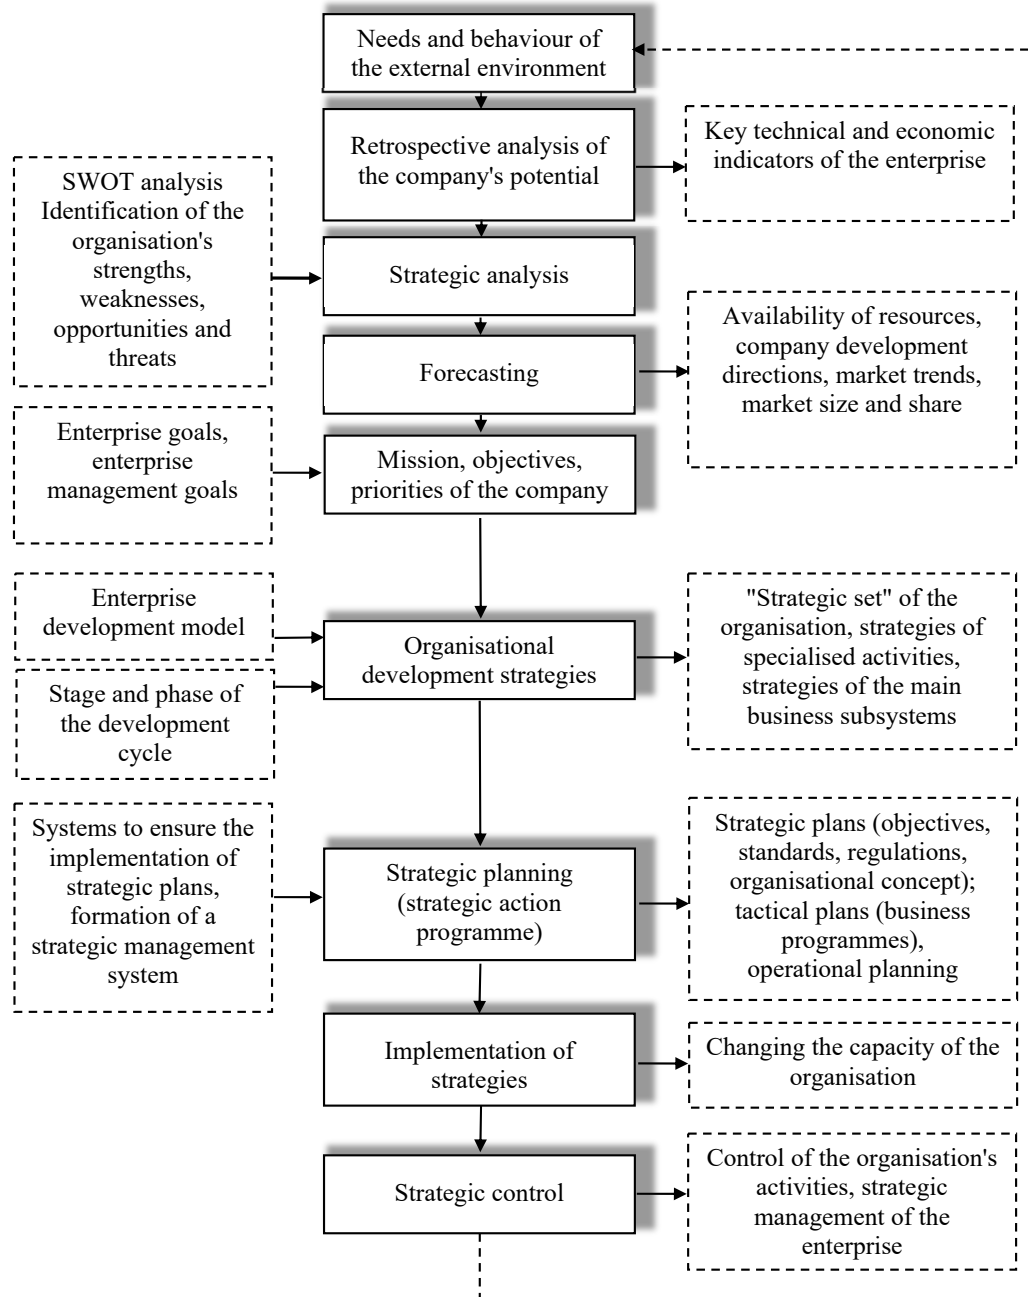 Needs and behaviour of
the external environment
Retrospective analysis of
the company's potential
Key technical and economic
indicators of the enterprise
SWOT analysis
Identification of the
organisation's
strengths,
weaknesses,
opportunities and
threats
Strategic analysis
Forecasting
Availability of resources,
company development
directions, market trends,
market size and share
Enterprise goals,
enterprise
management goals
Mission, objectives,
priorities of the company
Enterprise
development model
Stage and phase of
the development
cycle
Organisational
development strategies
"Strategic set" of the
organisation, strategies of
specialised activities,
strategies of the main
business subsystems
Systems to ensure the
implementation of
strategic plans,
formation of a
strategic management
system
Strategic planning
(strategic action
programme)
Strategic plans (objectives,
standards, regulations,
organisational concept);
tactical plans (business
programmes),
operational planning
Implementation of
strategies
Changing the capacity of the
organisation
Strategic control
Control of the organisation's
activities, strategic
management of the
enterprise